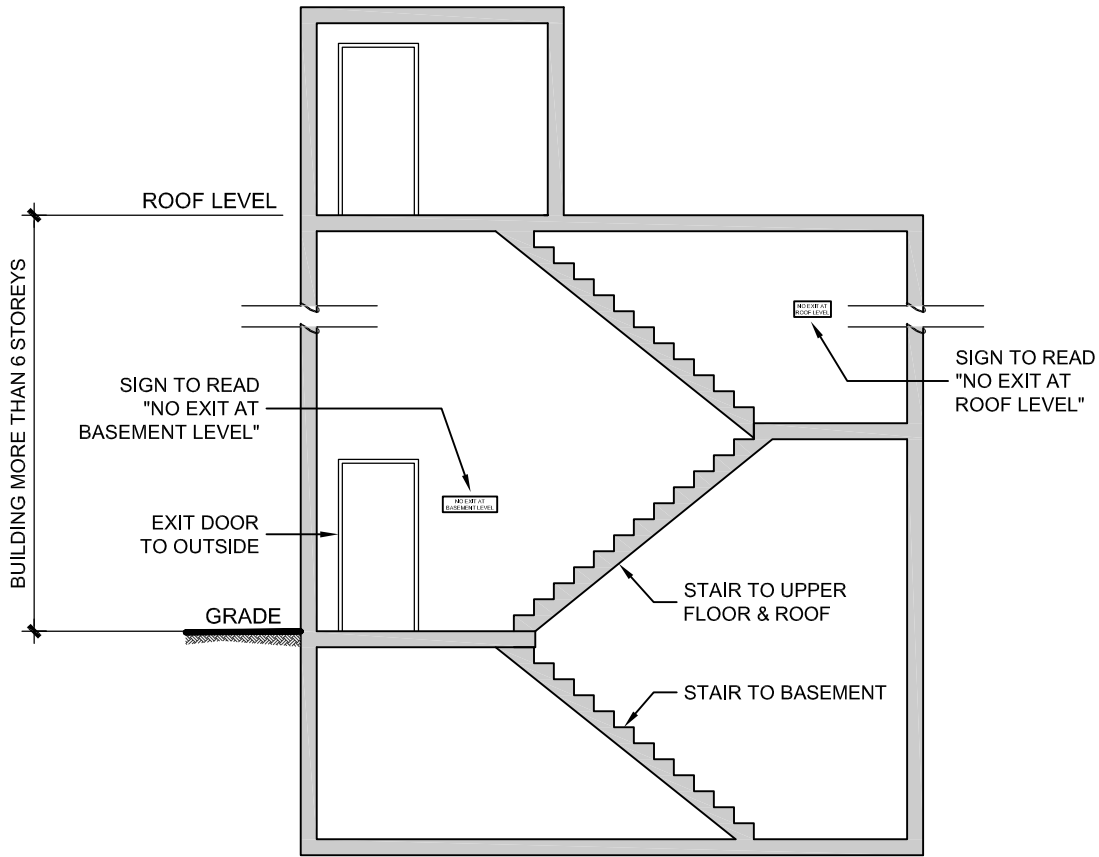 ROOF LEVEL
BUILDING MORE THAN 6 STOREYS
NO EXIT AT
ROOF LEVEL
SIGN TO READ
"NO EXIT AT
ROOF LEVEL"
SIGN TO READ
"NO EXIT AT
BASEMENT LEVEL"
NO EXIT AT
BASEMENT LEVEL
EXIT DOOR
TO OUTSIDE
STAIR TO UPPER
FLOOR & ROOF
GRADE
STAIR TO BASEMENT